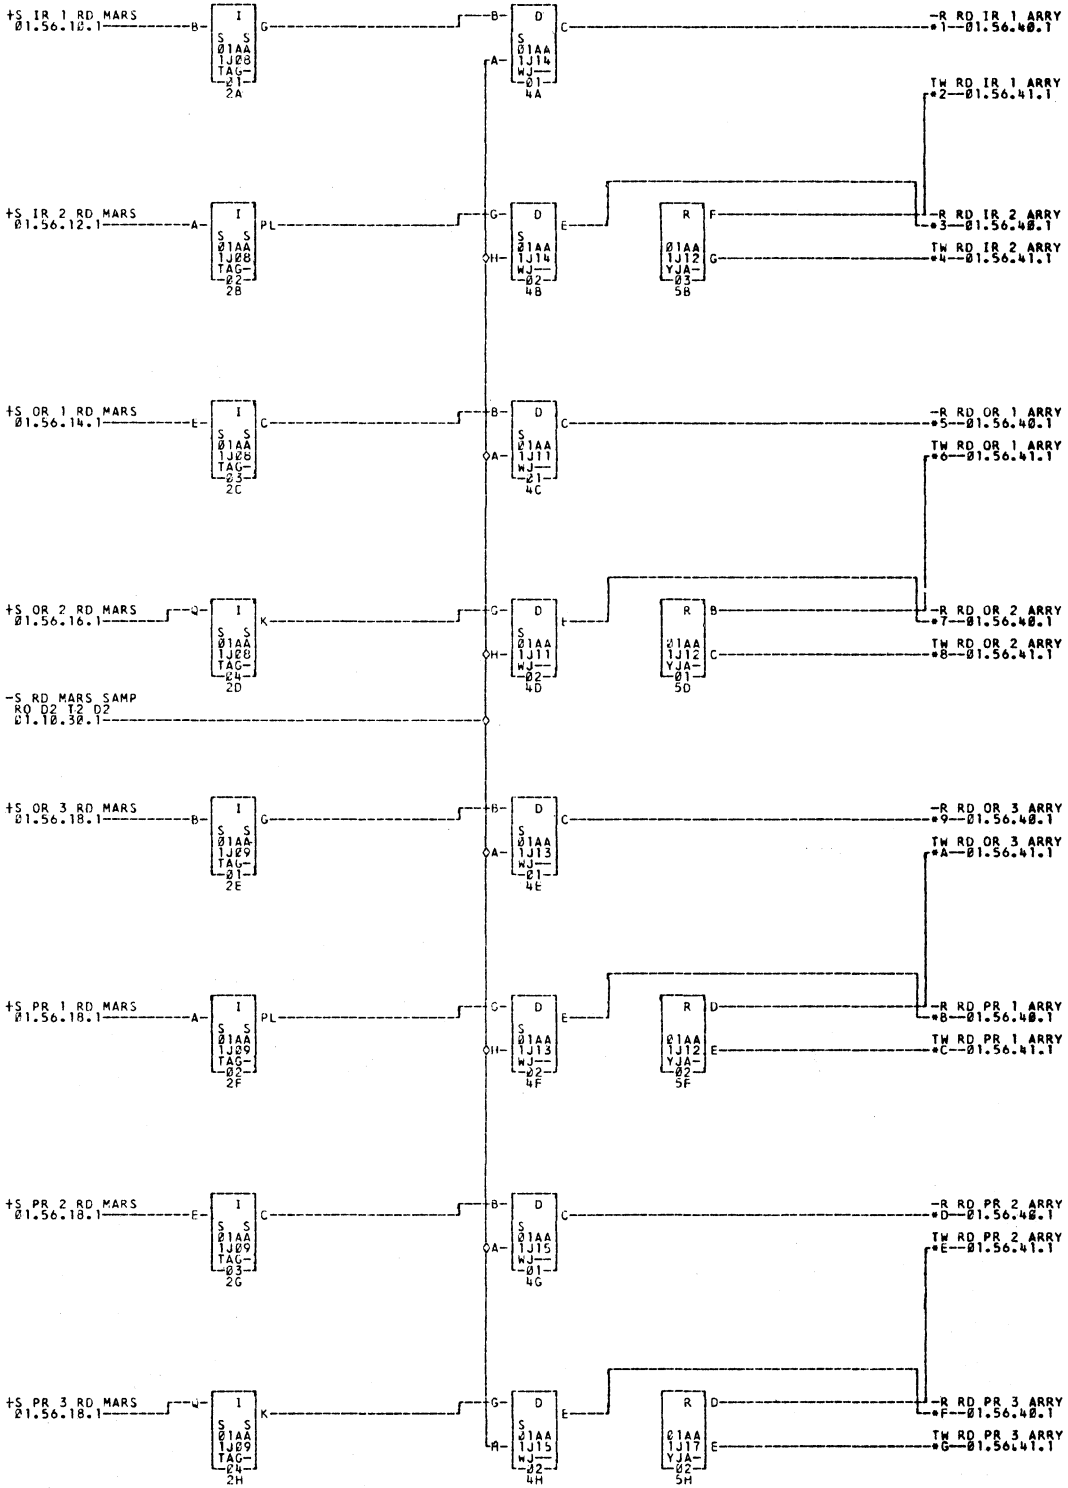 +S IR 1 RD MARS
01.56.10.1 B I G B D C -R RD IR 1 ARRY
*1--01.56.40.1
S S
01AA
1J08
TAG-
-01-
2A
S
01AA
A 1J14
WJ--
-01-
4A
TW RD IR 1 ARRY
*2--01.56.41.1
+S IR 2 RD MARS
01.56.12.1 A I PL G D E R F -R RD IR 2 ARRY
*3--01.56.40.1
S S
01AA
1J08
TAG-
-02-
2B
S
01AA
H 1J14
WJ--
-02-
4B
01AA
1J12 G
YJA-
-03-
5B
TW RD IR 2 ARRY
*4--01.56.41.1
+S OR 1 RD MARS
01.56.14.1 E I C B D C -R RD OR 1 ARRY
*5--01.56.40.1
S S
01AA
1J08
TAG-
-03-
2C
S
01AA
A 1J11
WJ--
-01-
4C
TW RD OR 1 ARRY
*6--01.56.41.1
+S OR 2 RD MARS
01.56.16.1 Q I K G D E R B -R RD OR 2 ARRY
*7--01.56.40.1
S S
01AA
1J08
TAG-
-04-
2D
S
01AA
H 1J11
WJ--
-02-
4D
01AA
1J12 C
YJA-
-01-
5D
TW RD OR 2 ARRY
*8--01.56.41.1
-S RD MARS SAMP
RO D2 T2 D2
01.10.30.1
+S OR 3 RD MARS
01.56.18.1 B I G B D C -R RD OR 3 ARRY
*9--01.56.40.1
S S
01AA
1J09
TAG-
-01-
2E
S
01AA
A 1J13
WJ--
-01-
4E
TW RD OR 3 ARRY
*A--01.56.41.1
+S PR 1 RD MARS
01.56.18.1 A I PL G D E R D -R RD PR 1 ARRY
*B--01.56.40.1
S S
01AA
1J09
TAG-
-02-
2F
S
01AA
H 1J13
WJ--
-02-
4F
01AA
1J12 E
YJA-
-02-
5F
TW RD PR 1 ARRY
*C--01.56.41.1
+S PR 2 RD MARS
01.56.18.1 E I C B D C -R RD PR 2 ARRY
*D--01.56.40.1
S S
01AA
1J09
TAG-
-03-
2G
S
01AA
A 1J15
WJ--
-01-
4G
TW RD PR 2 ARRY
*E--01.56.41.1
+S PR 3 RD MARS
01.56.18.1 Q I K G D E R D -R RD PR 3 ARRY
*F--01.56.40.1
S S
01AA
1J09
TAG-
-04-
2H
S
01AA
1J15
WJ--
-02-
4H
01AA
1J17 E
YJA-
-02-
5H
TW RD PR 3 ARRY
*G--01.56.41.1